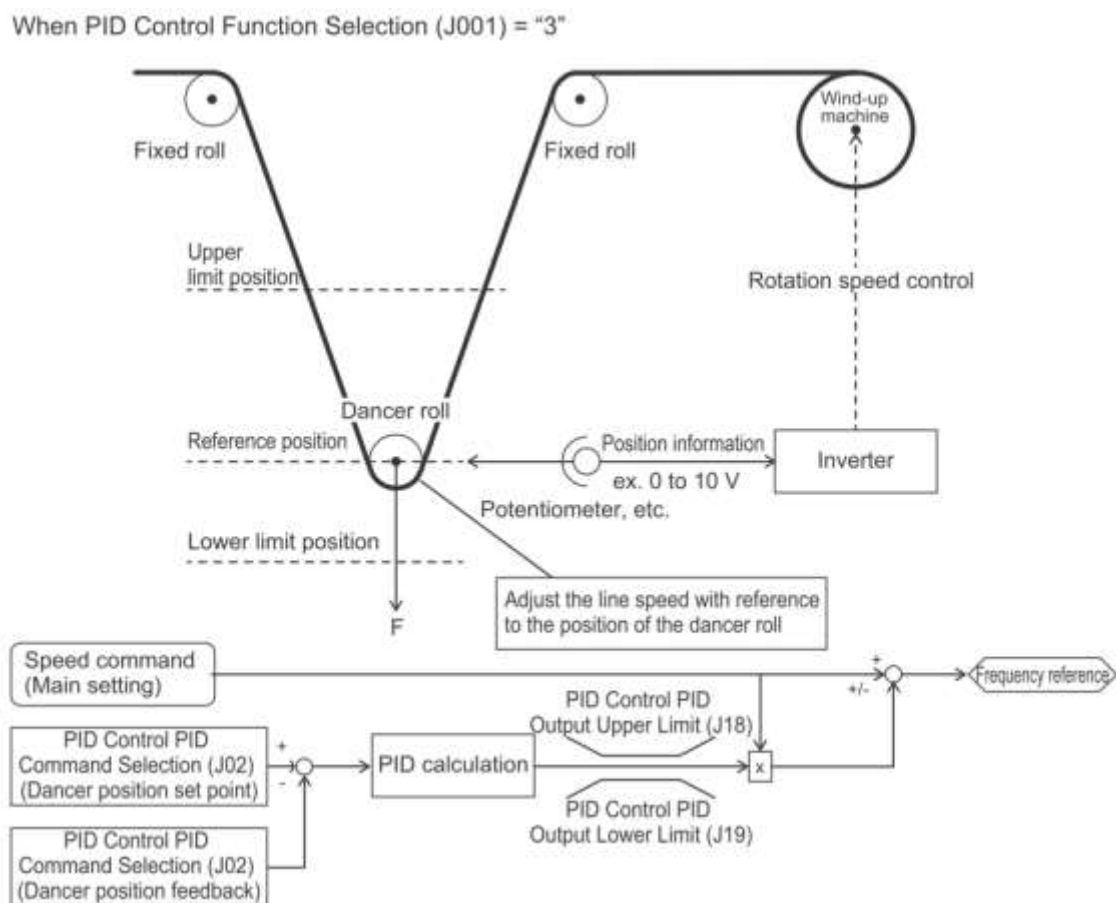 When PID Control Function Selection (J001) = “3”
Wind-up
machine
Fixed roll
Fixed roll
Upper
limit position
Rotation speed control
Dancer roll
Reference position
Position information
Inverter
ex. 0 to 10 V
Potentiometer, etc.
Lower limit position
Adjust the line speed with reference
to the position of the dancer roll
F
Speed command
(Main setting)
+
+/-
Frequency reference
PID Control PID
Output Upper Limit (J18)
PID Control PID
Command Selection (J02)
(Dancer position set point)
+
-
PID calculation
x
PID Control PID
Output Lower Limit (J19)
PID Control PID
Command Selection (J02)
(Dancer position feedback)